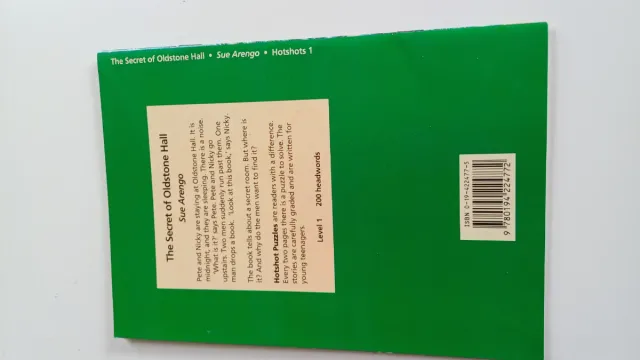 The Secret of Oldstone Hall • Sue Arengo • Hotshots 1
The Secret of Oldstone Hall
Sue Arengo
Pete and Nicky are staying at Oldstone Hall. It is
midnight, and they are sleeping. There is a noise.
'What is it?' says Pete. Pete and Nicky go
upstairs. Two men suddenly run past them. One
man drops a book. 'Look at this book,' says Nicky.
The book tells about a secret room. But where is
it? And why do the men want to find it?
Hotshot Puzzles are readers with a difference.
Every two pages there is a puzzle to solve. The
stories are carefully graded and are written for
young teenagers.
Level 1 200 headwords
ISBN 0-19-422477-5
9 780194 224772